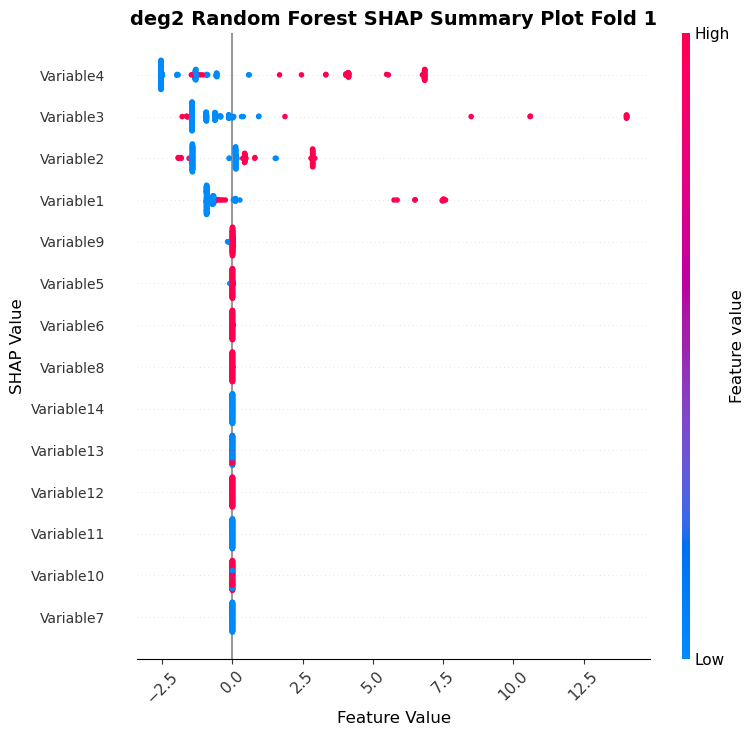 deg2 Random Forest SHAP Summary Plot Fold 1
High
Variable4
Variable3
Variable2
Variable1
Variable9
Variable5
Variable6
Variable8
Variable14
Variable13
Variable12
Variable11
Variable10
Variable7
SHAP Value
Feature value
Low
−2.5
0.0
2.5
5.0
7.5
10.0
12.5
Feature Value